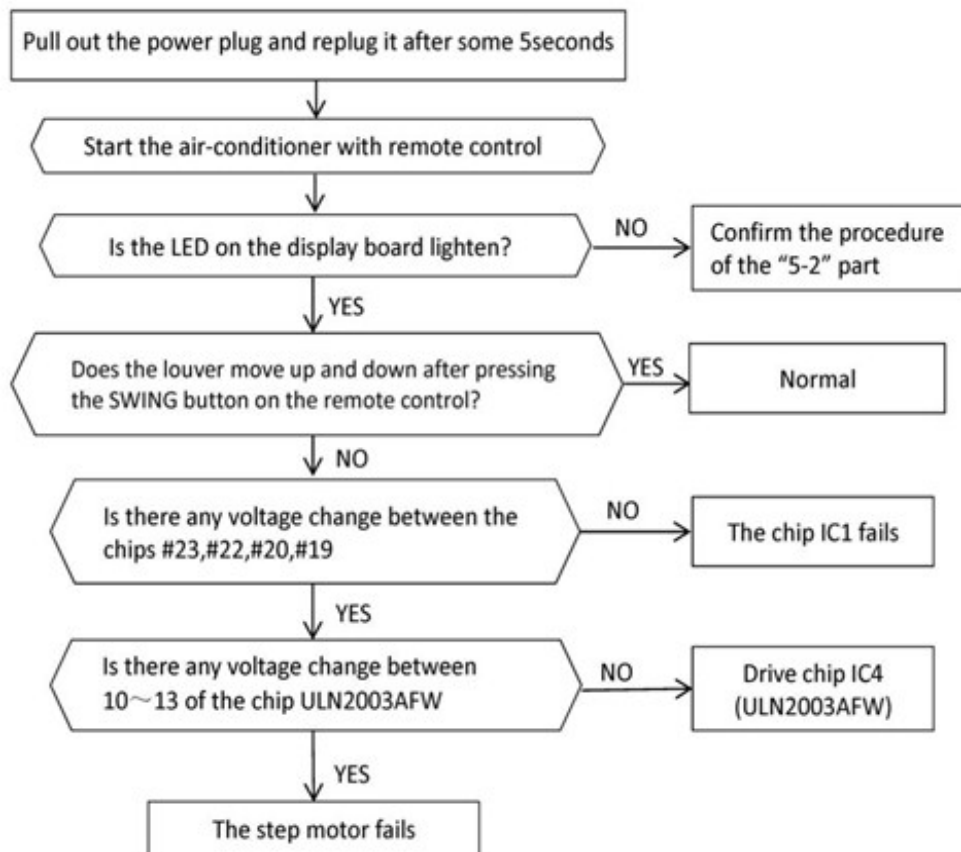 Pull out the power plug and replug it after some 5seconds
Start the air-conditioner with remote control
Is the LED on the display board lighten?
NO
Confirm the procedure
of the “5-2” part
YES
Does the louver move up and down after pressing
the SWING button on the remote control?
YES
Normal
NO
Is there any voltage change between the
chips #23,#22,#20,#19
NO
The chip IC1 fails
YES
Is there any voltage change between
10～13 of the chip ULN2003AFW
NO
Drive chip IC4
(ULN2003AFW)
YES
The step motor fails